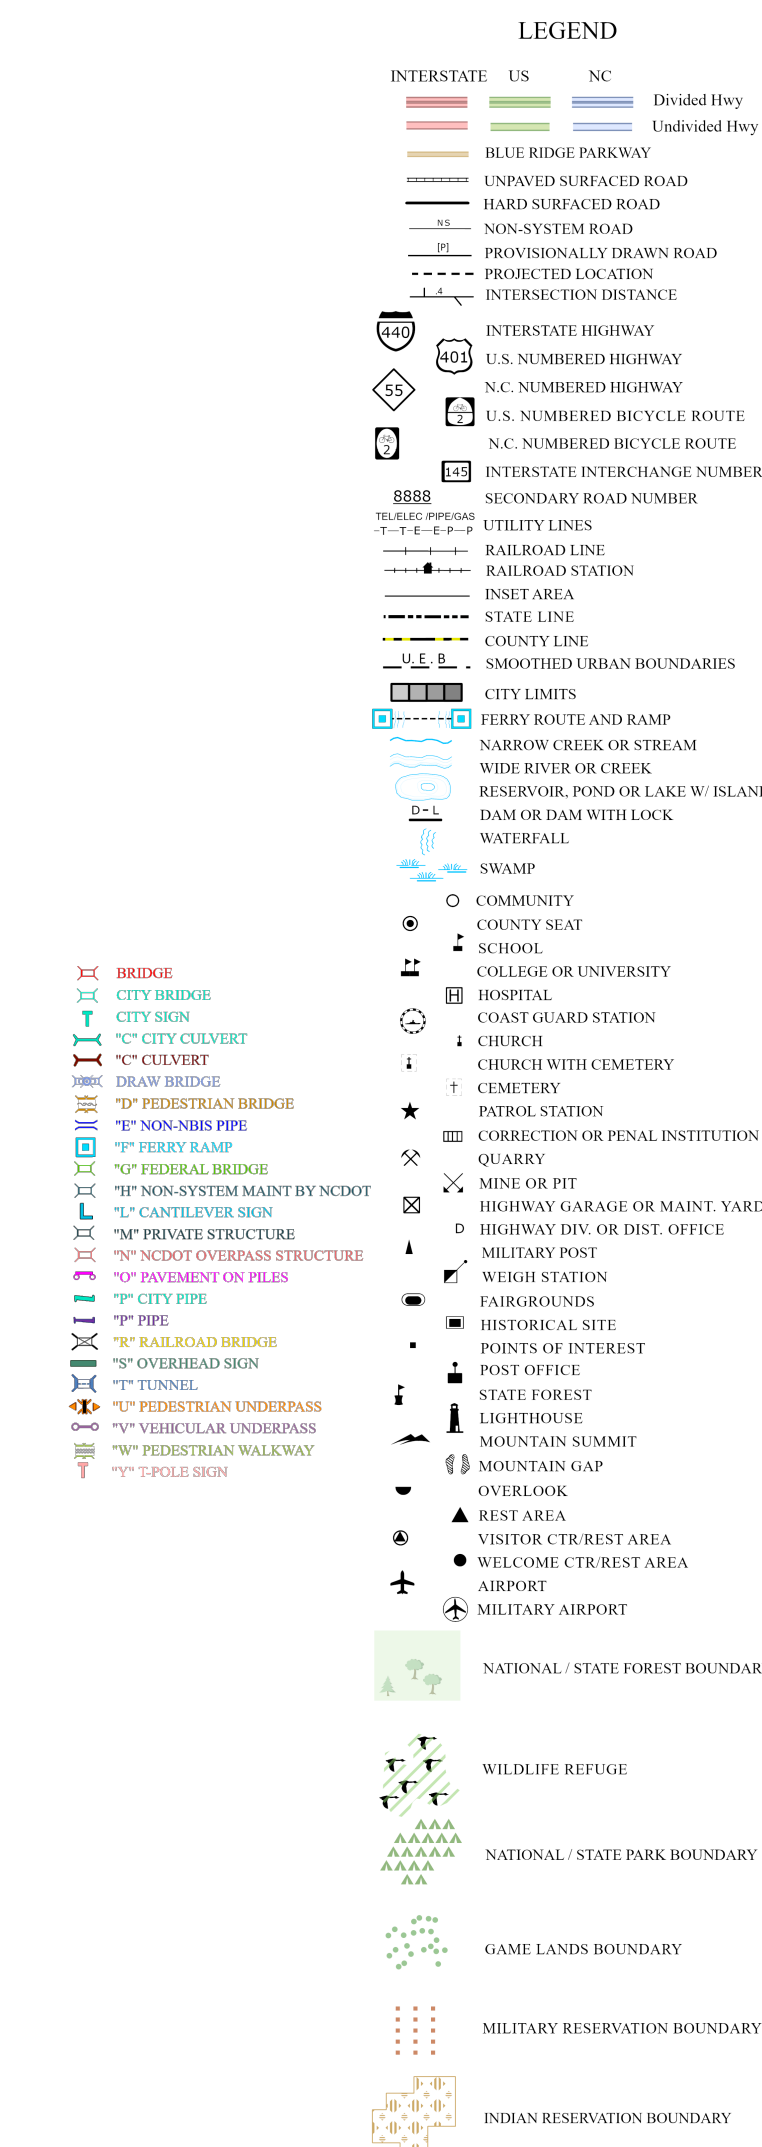 LEGEND
INTERSTATE US NC
Divided Hwy
Undivided Hwy
BLUE RIDGE PARKWAY
UNPAVED SURFACED ROAD
HARD SURFACED ROAD
NS NON-SYSTEM ROAD
[P] PROVISIONALLY DRAWN ROAD
PROJECTED LOCATION
.4 INTERSECTION DISTANCE
440 INTERSTATE HIGHWAY
401 U.S. NUMBERED HIGHWAY
55 N.C. NUMBERED HIGHWAY
2 U.S. NUMBERED BICYCLE ROUTE
2 N.C. NUMBERED BICYCLE ROUTE
145 INTERSTATE INTERCHANGE NUMBER
8888 SECONDARY ROAD NUMBER
TEL/ELEC /PIPE/GAS
–T––T–E––E–P––P UTILITY LINES
RAILROAD LINE
RAILROAD STATION
INSET AREA
STATE LINE
COUNTY LINE
U. E. B SMOOTHED URBAN BOUNDARIES
CITY LIMITS
FERRY ROUTE AND RAMP
NARROW CREEK OR STREAM
WIDE RIVER OR CREEK
RESERVOIR, POND OR LAKE W/ ISLAN
D-L DAM OR DAM WITH LOCK
WATERFALL
SWAMP
COMMUNITY
COUNTY SEAT
SCHOOL
COLLEGE OR UNIVERSITY
H HOSPITAL
COAST GUARD STATION
CHURCH
CHURCH WITH CEMETERY
CEMETERY
PATROL STATION
CORRECTION OR PENAL INSTITUTION
QUARRY
MINE OR PIT
HIGHWAY GARAGE OR MAINT. YARD
D HIGHWAY DIV. OR DIST. OFFICE
MILITARY POST
WEIGH STATION
FAIRGROUNDS
HISTORICAL SITE
POINTS OF INTEREST
POST OFFICE
STATE FOREST
LIGHTHOUSE
MOUNTAIN SUMMIT
MOUNTAIN GAP
OVERLOOK
REST AREA
VISITOR CTR/REST AREA
WELCOME CTR/REST AREA
AIRPORT
MILITARY AIRPORT
NATIONAL / STATE FOREST BOUNDAR
WILDLIFE REFUGE
NATIONAL / STATE PARK BOUNDARY
GAME LANDS BOUNDARY
MILITARY RESERVATION BOUNDARY
INDIAN RESERVATION BOUNDARY
BRIDGE
CITY BRIDGE
CITY SIGN
"C" CITY CULVERT
"C" CULVERT
DRAW BRIDGE
"D" PEDESTRIAN BRIDGE
"E" NON-NBIS PIPE
"F" FERRY RAMP
"G" FEDERAL BRIDGE
"H" NON-SYSTEM MAINT BY NCDOT
"L" CANTILEVER SIGN
"M" PRIVATE STRUCTURE
"N" NCDOT OVERPASS STRUCTURE
"O" PAVEMENT ON PILES
"P" CITY PIPE
"P" PIPE
"R" RAILROAD BRIDGE
"S" OVERHEAD SIGN
"T" TUNNEL
"U" PEDESTRIAN UNDERPASS
"V" VEHICULAR UNDERPASS
"W" PEDESTRIAN WALKWAY
"Y" T-POLE SIGN